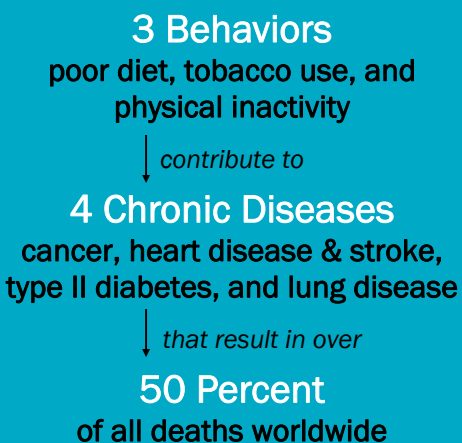 3 Behaviors
poor diet, tobacco use, and
physical inactivity
contribute to
4 Chronic Diseases
cancer, heart disease & stroke,
type II diabetes, and lung disease
that result in over
50 Percent
of all deaths worldwide